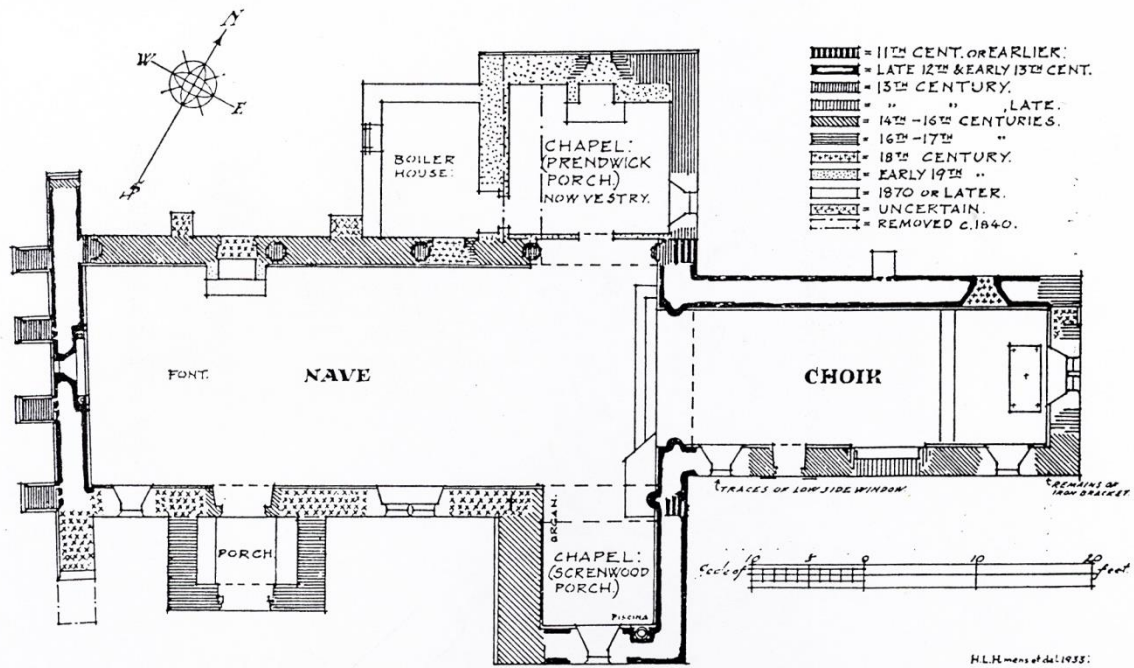 N
W
E
S
▥ = 11TH CENT. OR EARLIER:
= LATE 12TH & EARLY 13TH CENT.
= 13TH CENTURY.
= " " , LATE.
= 14TH-16TH CENTURIES.
= 16TH-17TH "
= 18TH CENTURY.
= EARLY 19TH "
= 1870 OR LATER.
= UNCERTAIN.
= REMOVED C.1840.
BOILER
HOUSE:
CHAPEL:
(PRENDWICK
PORCH.)
NOW VESTRY.
FONT.
NAVE
CHOIR
TRACES OF LOW SIDE WINDOW
REMAINS OF
IRON BRACKET.
PORCH
ORGAN.
CHAPEL:
(SCRENWOOD
PORCH.)
PISCINA
Scale of 10 5 0 10 20 feet.
H.L.H. mens et del: 1933: